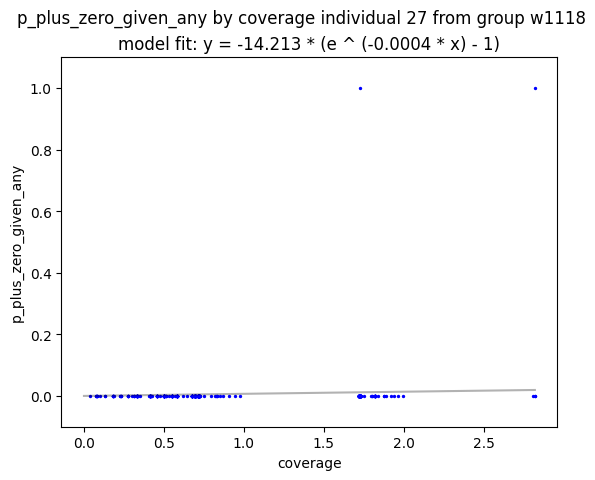 p_plus_zero_given_any by coverage individual 27 from group w1118
model fit: y = -14.213 * (e ^ (-0.0004 * x) - 1)
1.0
0.8
0.6
0.4
0.2
0.0
p_plus_zero_given_any
0.0 0.5 1.0 1.5 2.0 2.5
coverage